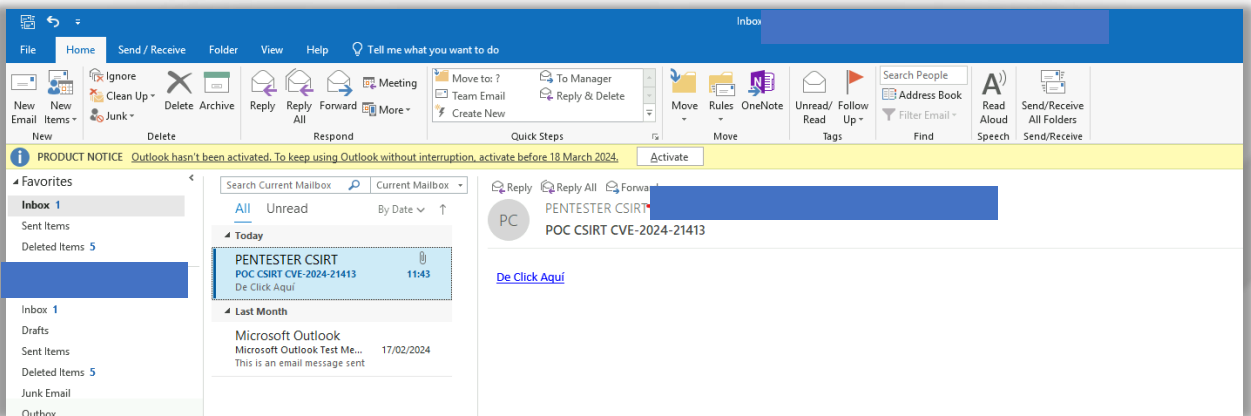 Inbox
File Home Send / Receive Folder View Help Tell me what you want to do
New Email
New Items
Ignore
Clean Up
Junk
Delete
Archive
Reply
Reply All
Forward
Meeting
More
Move to: ?
Team Email
Create New
To Manager
Reply & Delete
Move
Rules
OneNote
Unread/ Read
Follow Up
Search People
Address Book
Filter Email
Read Aloud
Send/Receive All Folders
New Delete Respond Quick Steps Move Tags Find Speech Send/Receive
PRODUCT NOTICE Outlook hasn't been activated. To keep using Outlook without interruption, activate before 18 March 2024. Activate
Favorites
Inbox 1
Sent Items
Deleted Items 5
Inbox 1
Drafts
Sent Items
Deleted Items 5
Junk Email
Outbox
Search Current Mailbox Current Mailbox
All Unread By Date
Today
PENTESTER CSIRT
POC CSIRT CVE-2024-21413 11:43
De Click Aquí
Last Month
Microsoft Outlook
Microsoft Outlook Test Me... 17/02/2024
This is an email message sent
Reply Reply All Forward
PC
PENTESTER CSIRT
POC CSIRT CVE-2024-21413
De Click Aquí